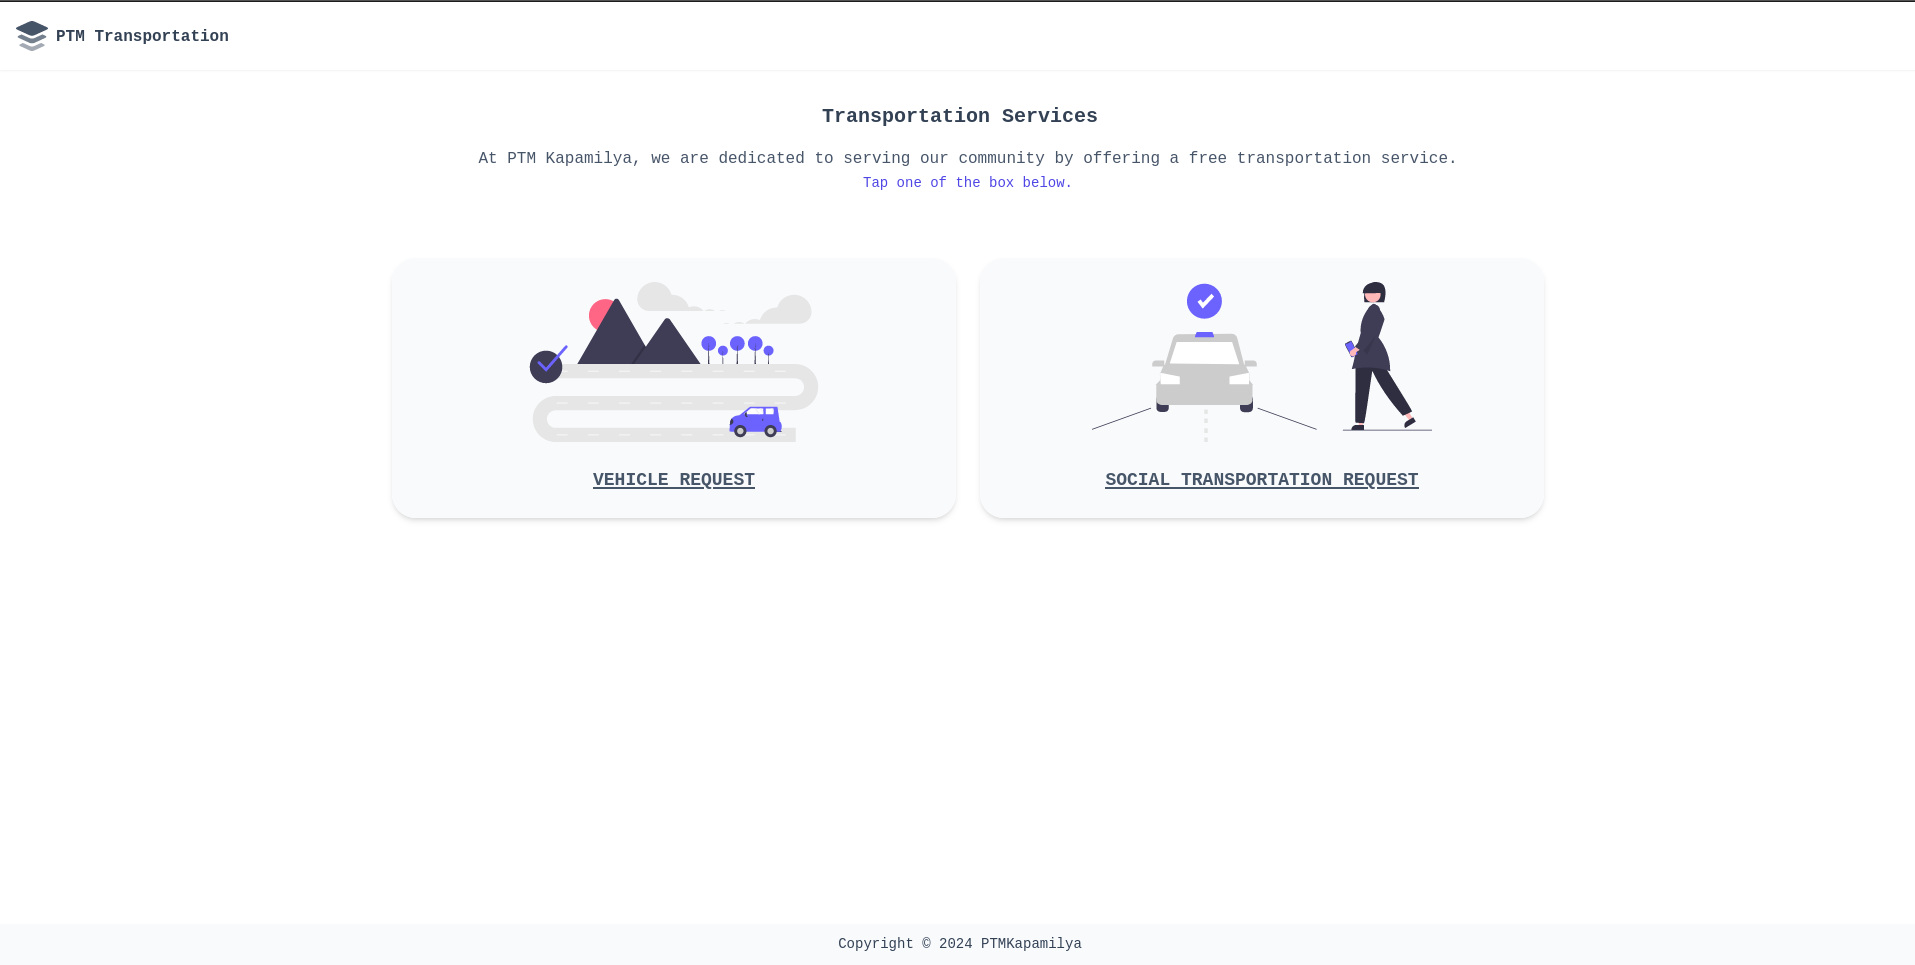 PTM Transportation
Transportation Services
At PTM Kapamilya, we are dedicated to serving our community by offering a free transportation service.
Tap one of the box below.
VEHICLE REQUEST
SOCIAL TRANSPORTATION REQUEST
Copyright © 2024 PTMKapamilya